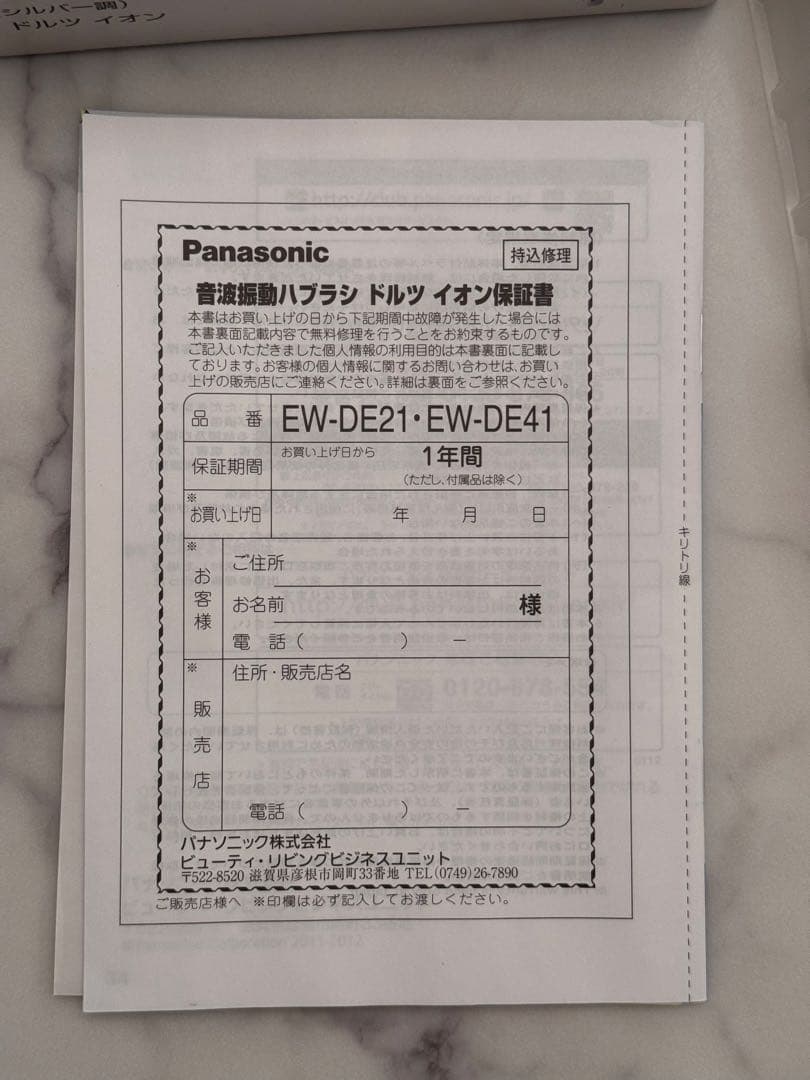 シルバー調）
ドルツ イオン
Panasonic
持込修理
音波振動ハブラシ ドルツ イオン保証書
本書はお買い上げの日から下記期間中故障が発生した場合には
本書裏面記載内容で無料修理を行うことをお約束するものです。
ご記入いただきました個人情報の利用目的は本書裏面に記載し
ております。お客様の個人情報に関するお問い合わせは、お買い
上げの販売店にご連絡ください。詳細は裏面をご参照ください。
品 番 EW-DE21・EW-DE41
保証期間 お買い上げ日から 1年間
（ただし、付属品は除く）
※
お買い上げ日 年 月 日
※
お客様
ご住所
お名前 様
電 話（ ） －
※
販売店
住所・販売店名
電話（ ） －
パナソニック株式会社
ビューティ・リビングビジネスユニット
〒522-8520 滋賀県彦根市岡町33番地 TEL(0749)26-7890
ご販売店様へ ※印欄は必ず記入してお渡しください。
キリトリ線